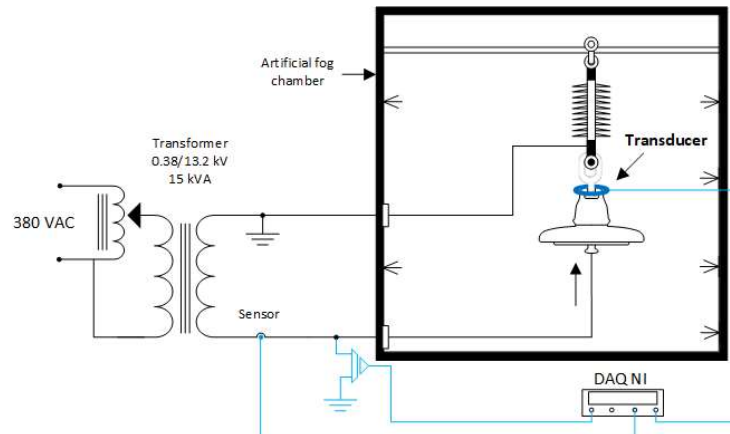 Artificial fog
chamber
Transducer
Transformer
0.38/13.2 kV
15 kVA
380 VAC
Sensor
DAQ NI